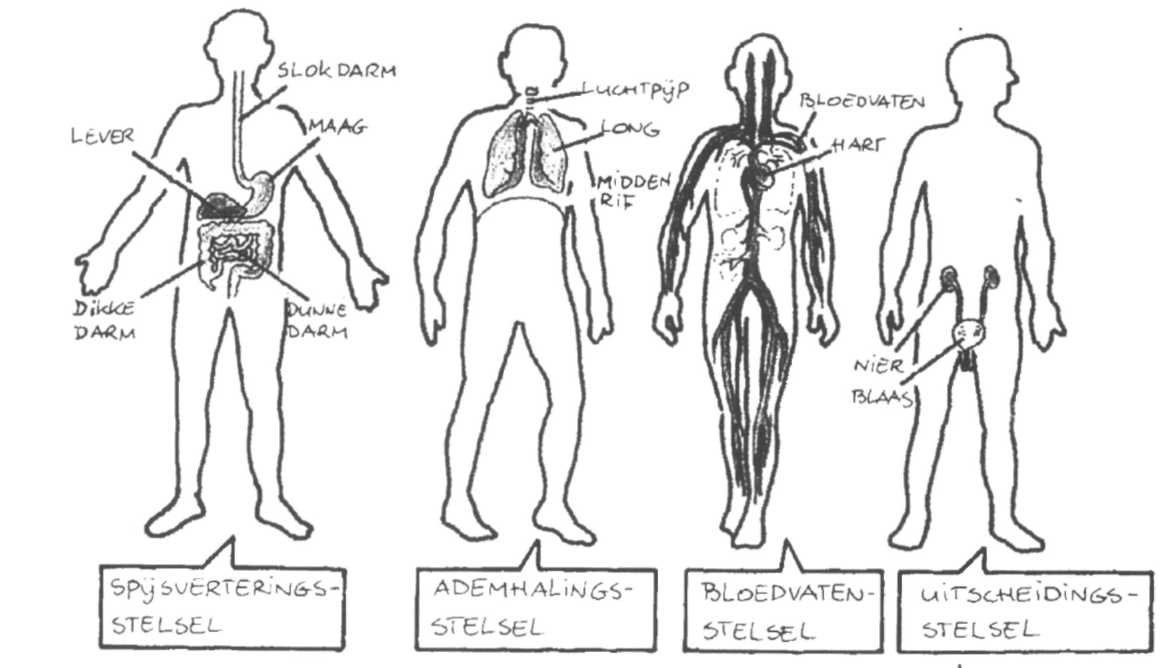 SLOKDARM
LEVER
MAAG
DIKKE
DARM
DUNNE
DARM
SPIJSVERTERINGS-
STELSEL
LUCHTPIJP
LONG
MIDDEN
RIF
ADEMHALINGS-
STELSEL
BLOEDVATEN
HART
BLOEDVATEN-
STELSEL
NIER
BLAAS
UITSCHEIDINGS-
STELSEL